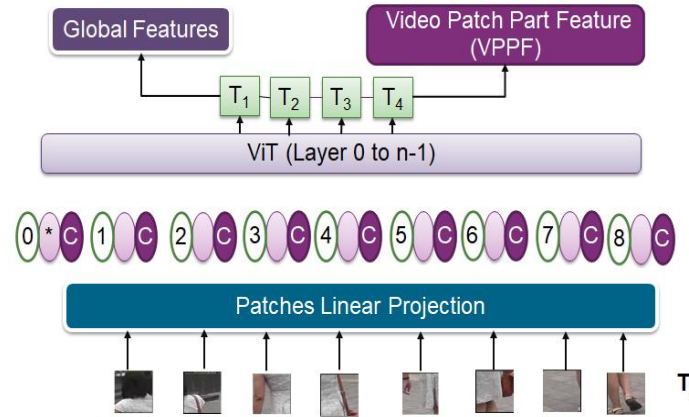 Global Features
Video Patch Part Feature
(VPPF)
T1 T2 T3 T4
ViT (Layer 0 to n-1)
0 * C 1 C 2 C 3 C 4 C 5 C 6 C 7 C 8 C
Patches Linear Projection
T